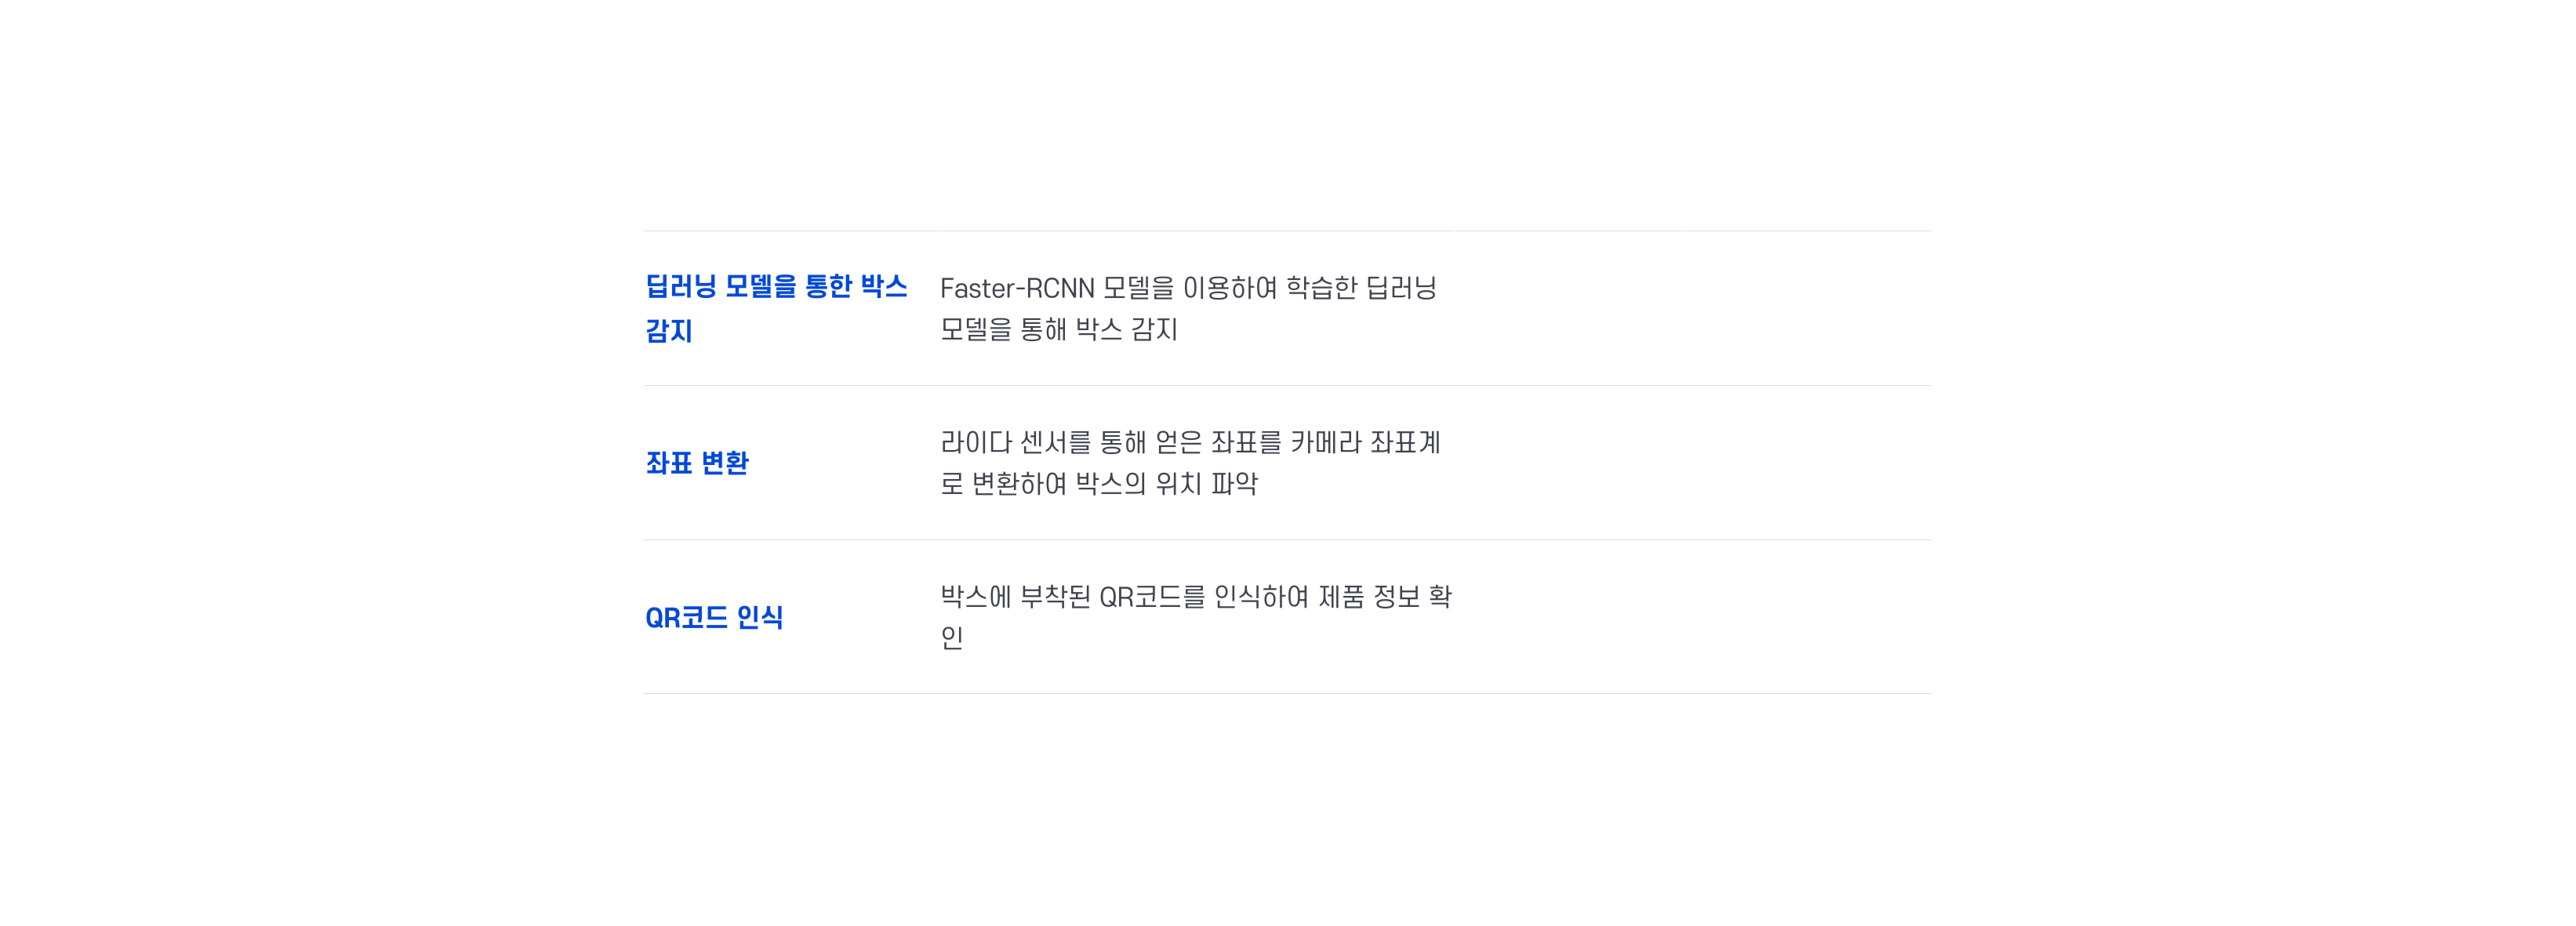 딥러닝 모델을 통한 박스
감지
Faster-RCNN 모델을 이용하여 학습한 딥러닝
모델을 통해 박스 감지
좌표 변환
라이다 센서를 통해 얻은 좌표를 카메라 좌표계
로 변환하여 박스의 위치 파악
QR코드 인식
박스에 부착된 QR코드를 인식하여 제품 정보 확
인